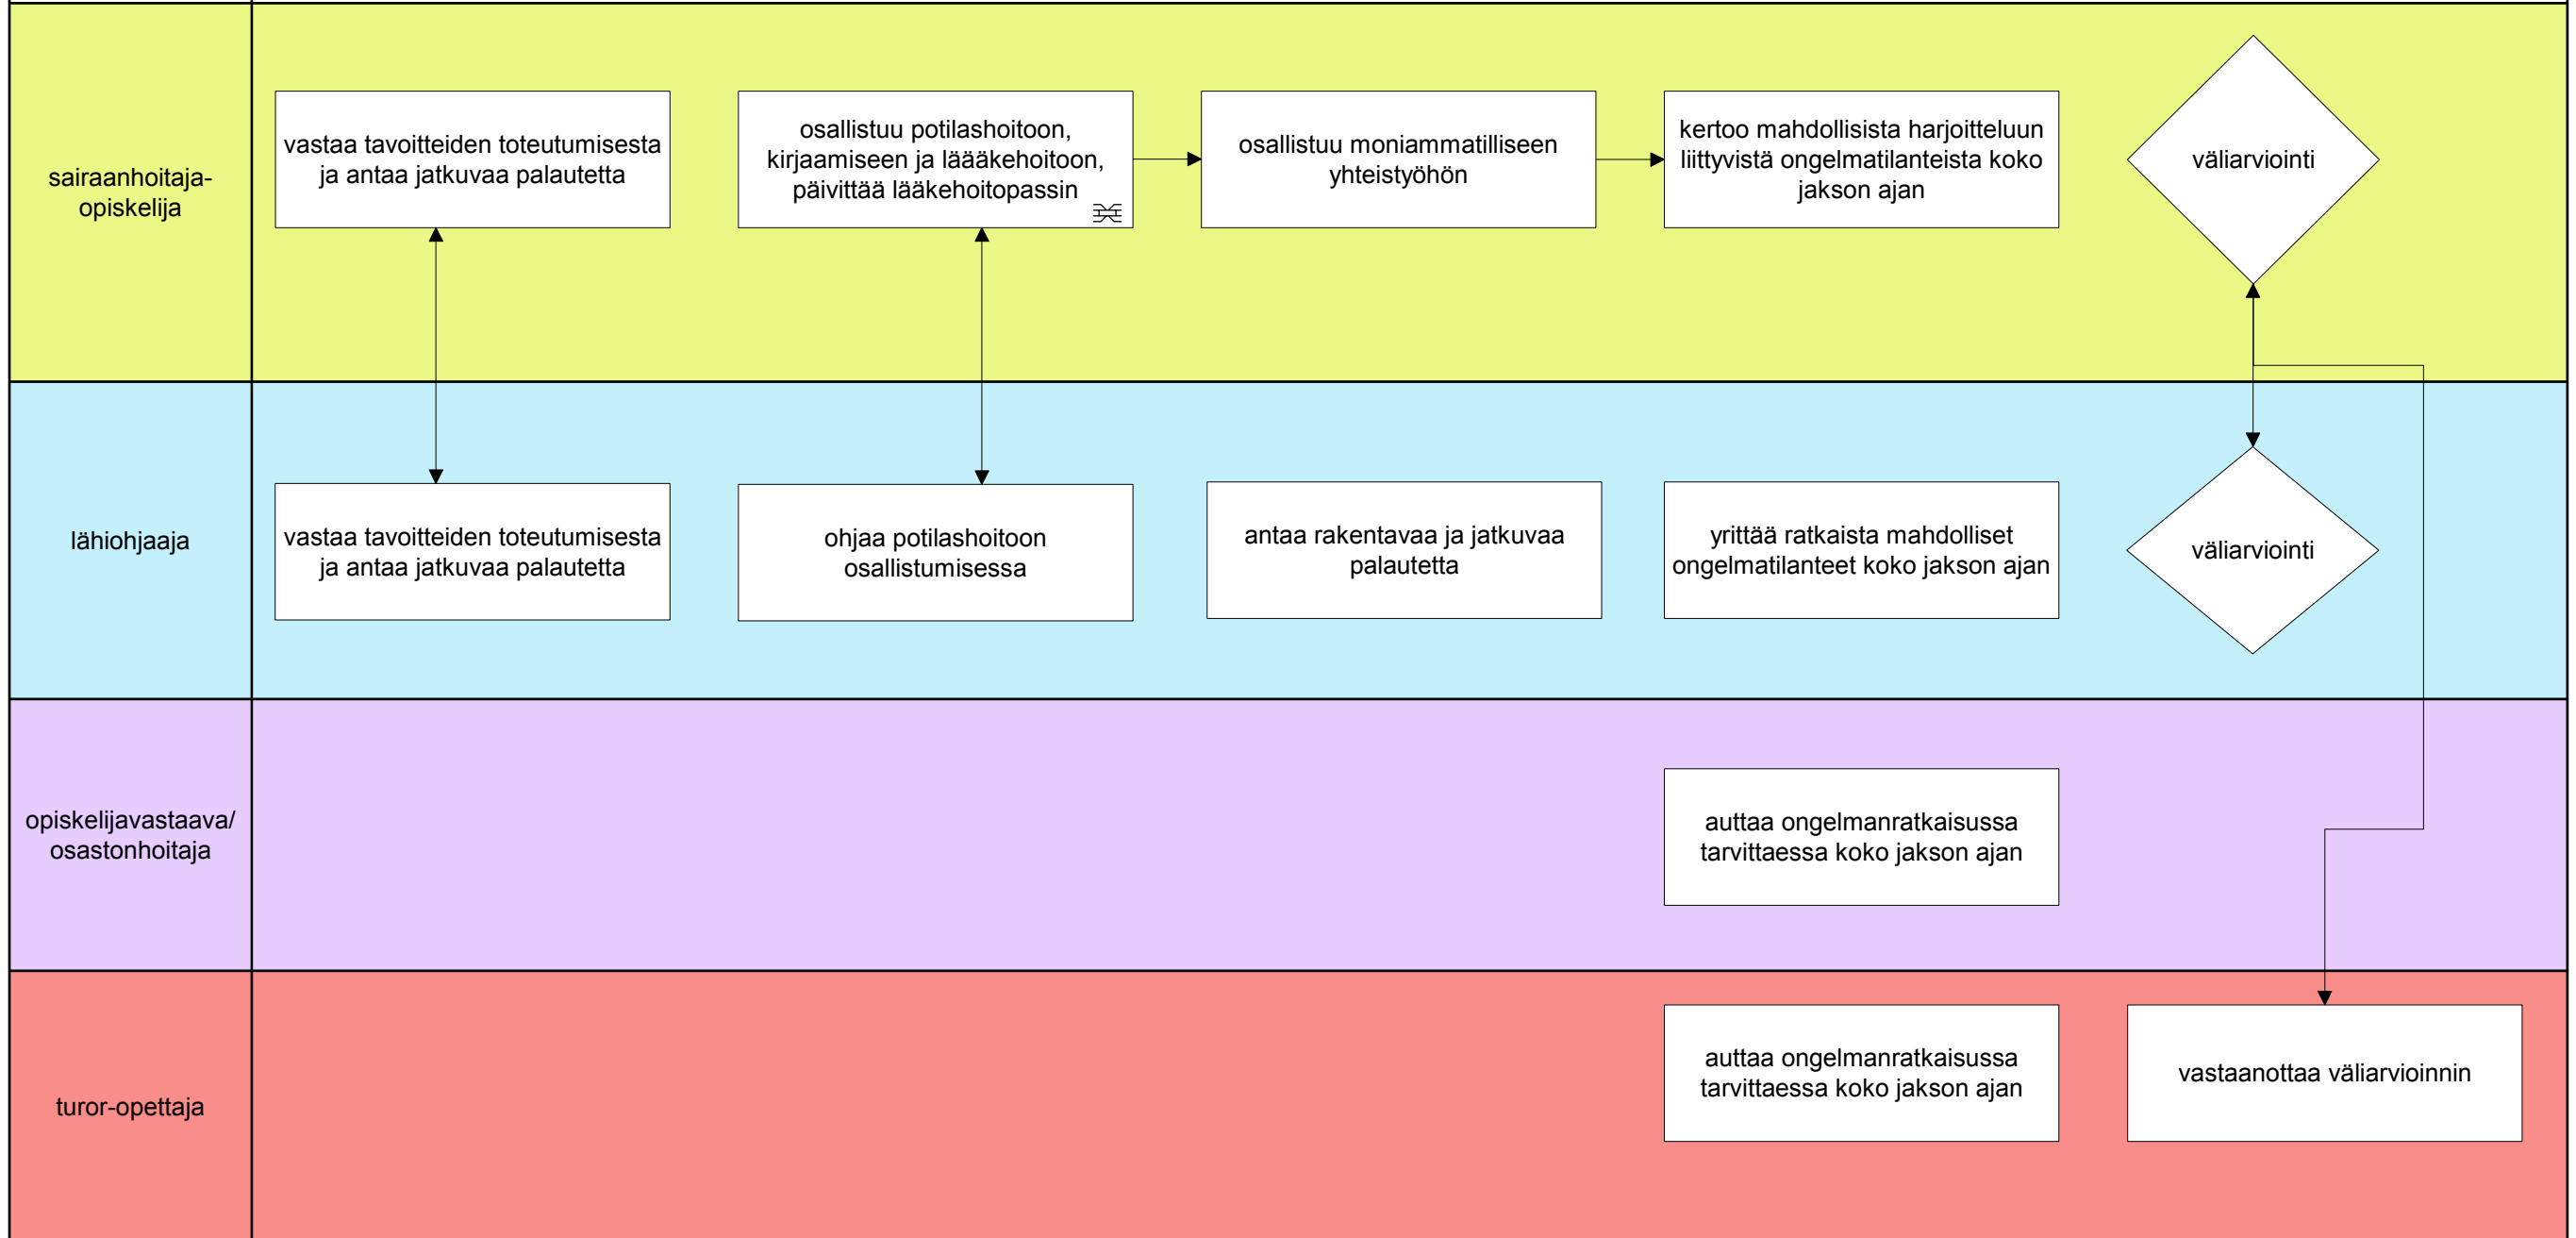 sairaanhoitaja-
opiskelija
vastaa tavoitteiden toteutumisesta
ja antaa jatkuvaa palautetta
osallistuu potilashoitoon,
kirjaamiseen ja läääkehoitoon,
päivittää lääkehoitopassin
osallistuu moniammatilliseen
yhteistyöhön
kertoo mahdollisista harjoitteluun
liittyvistä ongelmatilanteista koko
jakson ajan
väliarviointi
lähiohjaaja
vastaa tavoitteiden toteutumisesta
ja antaa jatkuvaa palautetta
ohjaa potilashoitoon
osallistumisessa
antaa rakentavaa ja jatkuvaa
palautetta
yrittää ratkaista mahdolliset
ongelmatilanteet koko jakson ajan
väliarviointi
opiskelijavastaava/
osastonhoitaja
auttaa ongelmanratkaisussa
tarvittaessa koko jakson ajan
turor-opettaja
auttaa ongelmanratkaisussa
tarvittaessa koko jakson ajan
vastaanottaa väliarvioinnin